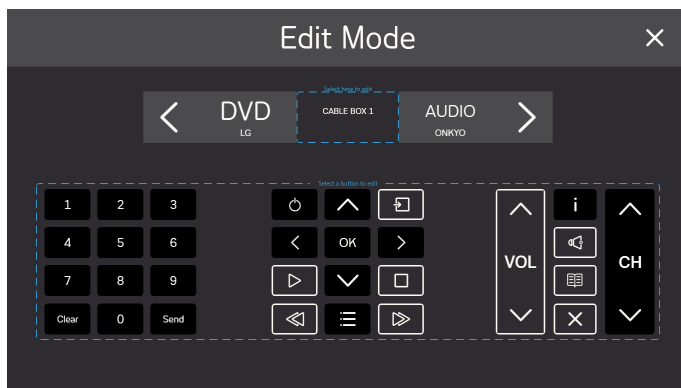 Edit Mode
Select here to edit
DVD
LG
CABLE BOX 1
AUDIO
ONKYO
Select a button to edit
1 2 3
4 5 6 OK
7 8 9
Clear 0 Send
i
VOL
CH